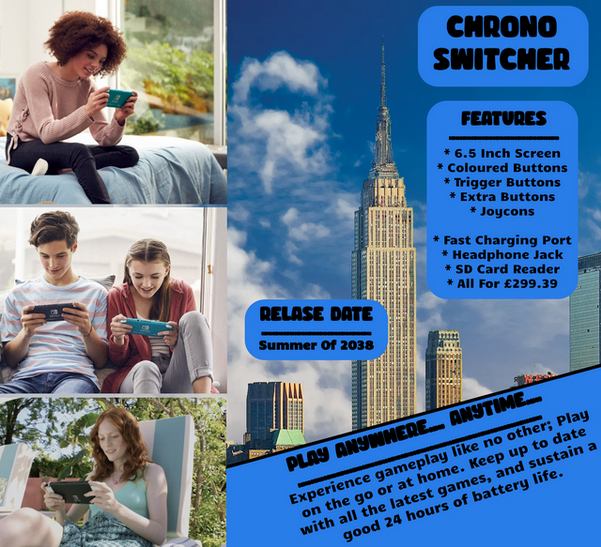 CHRONO
SWITCHER
FEATURES
* 6.5 Inch Screen
* Coloured Buttons
* Trigger Buttons
* Extra Buttons
* Joycons
* Fast Charging Port
* Headphone Jack
* SD Card Reader
* All For £299.39
RELASE DATE
Summer Of 2038
PLAY ANYWHERE.... ANYTIME....
Experience gameplay like no other; Play
on the go or at home. Keep up to date
with all the latest games, and sustain a
good 24 hours of battery life.